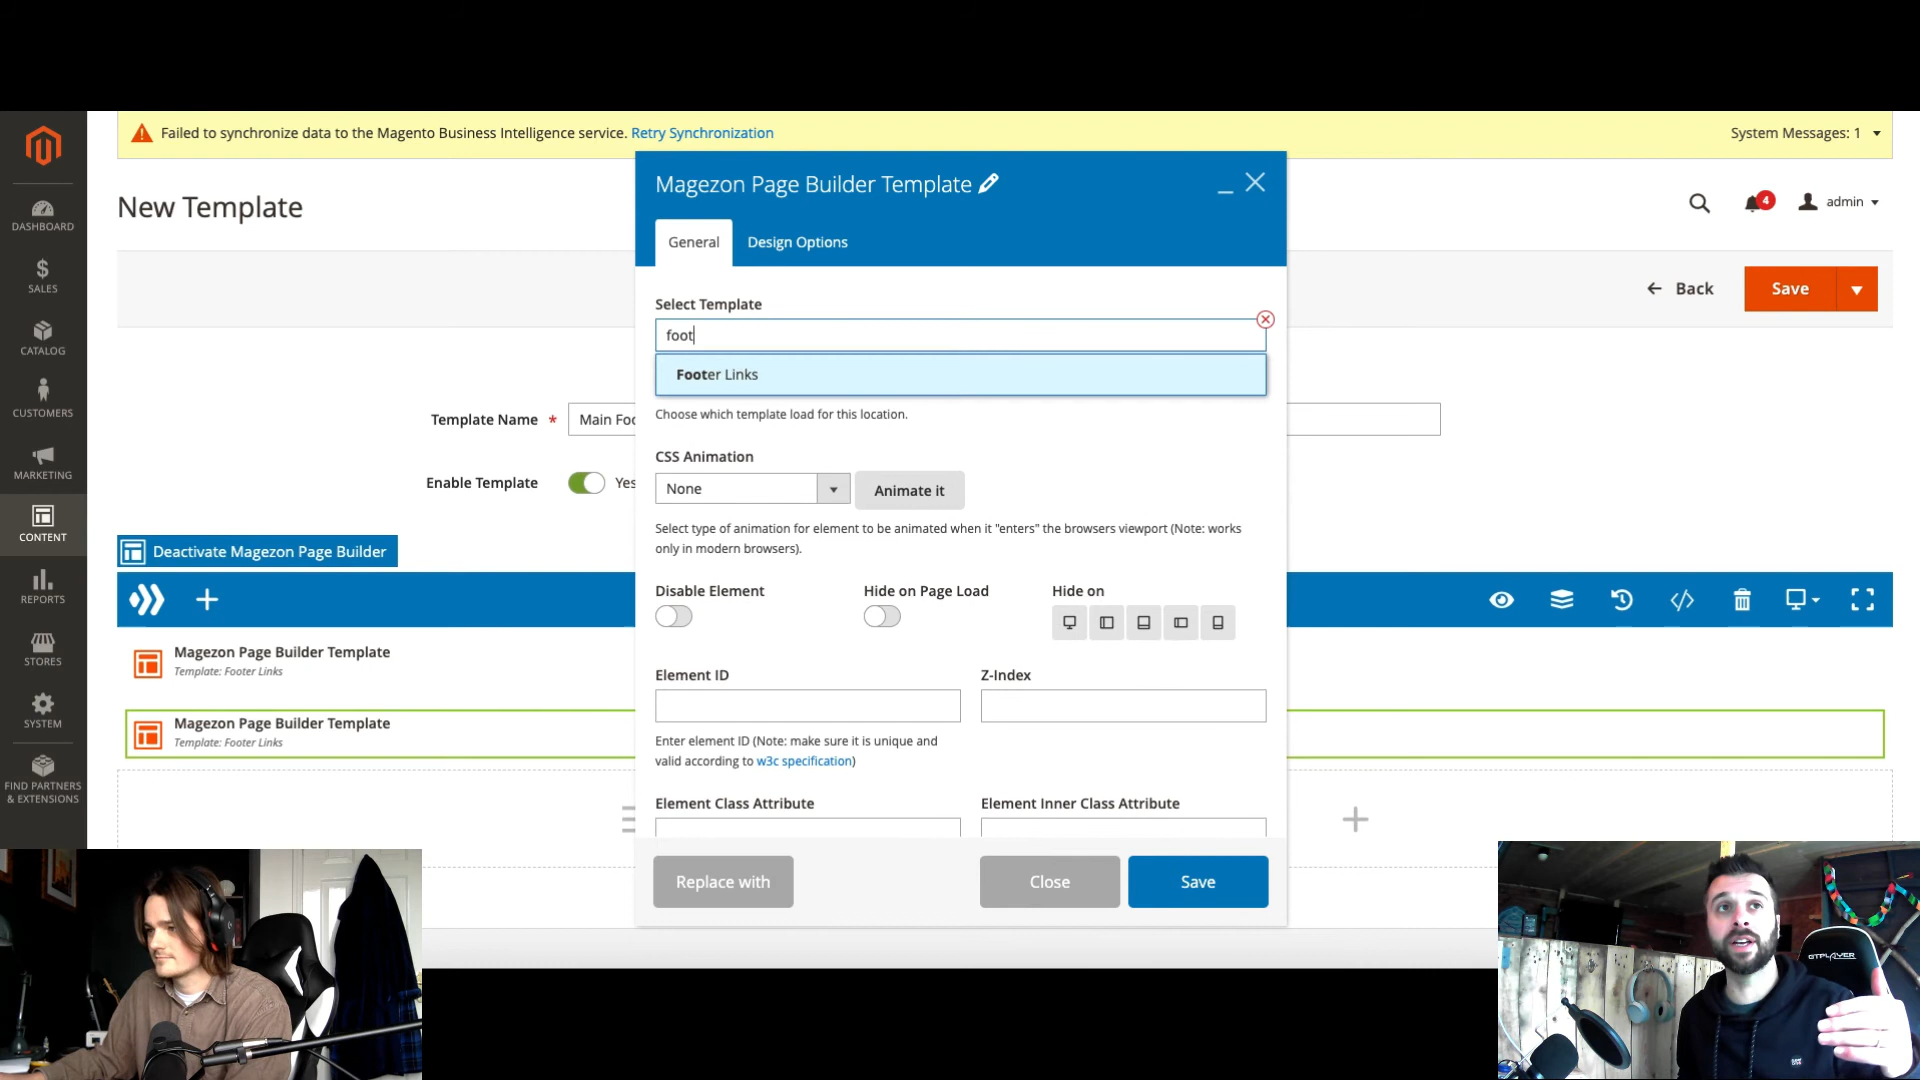 Failed to synchronize data to the Magento Business Intelligence service. Retry Synchronization
System Messages: 1
New Template
4
admin
Back
Save
DASHBOARD
SALES
CATALOG
CUSTOMERS
MARKETING
CONTENT
REPORTS
STORES
SYSTEM
FIND PARTNERS
& EXTENSIONS
Template Name *
Main Foo
Enable Template
Yes
Deactivate Magezon Page Builder
Magezon Page Builder Template
Template: Footer Links
Magezon Page Builder Template
Template: Footer Links
Magezon Page Builder Template
General
Design Options
Select Template
foot
Footer Links
Choose which template load for this location.
CSS Animation
None
Animate it
Select type of animation for element to be animated when it "enters" the browsers viewport (Note: works
only in modern browsers).
Disable Element
Hide on Page Load
Hide on
Element ID
Z-Index
Enter element ID (Note: make sure it is unique and
valid according to w3c specification)
Element Class Attribute
Element Inner Class Attribute
Replace with
Close
Save
GTPLAYER